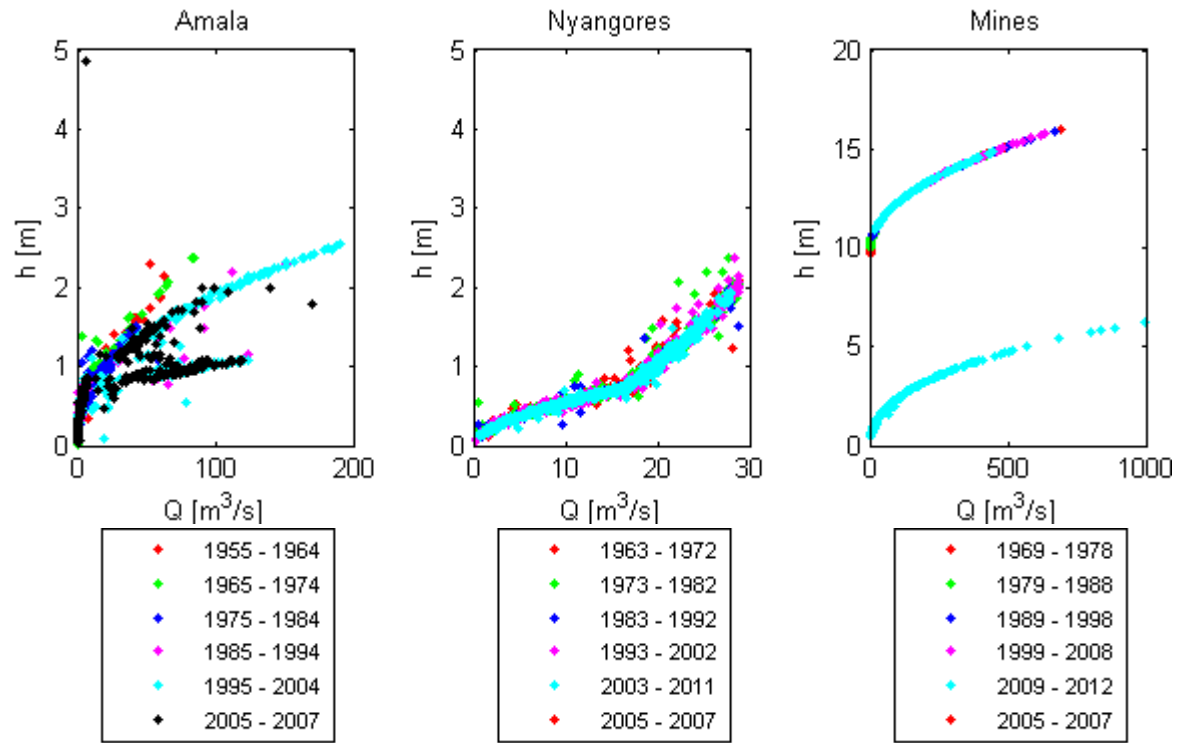 Amala
5
4
3
2
1
0
h [m]
0
100
200
Q [m³/s]
1955 - 1964
1965 - 1974
1975 - 1984
1985 - 1994
1995 - 2004
2005 - 2007
Nyangores
5
4
3
2
1
0
h [m]
0
10
20
30
Q [m³/s]
1963 - 1972
1973 - 1982
1983 - 1992
1993 - 2002
2003 - 2011
2005 - 2007
Mines
20
15
10
5
0
h [m]
0
500
1000
Q [m³/s]
1969 - 1978
1979 - 1988
1989 - 1998
1999 - 2008
2009 - 2012
2005 - 2007